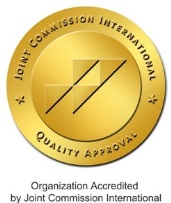 JOINT COMMISSION INTERNATIONAL
QUALITY APPROVAL
Organization Accredited
by Joint Commission International